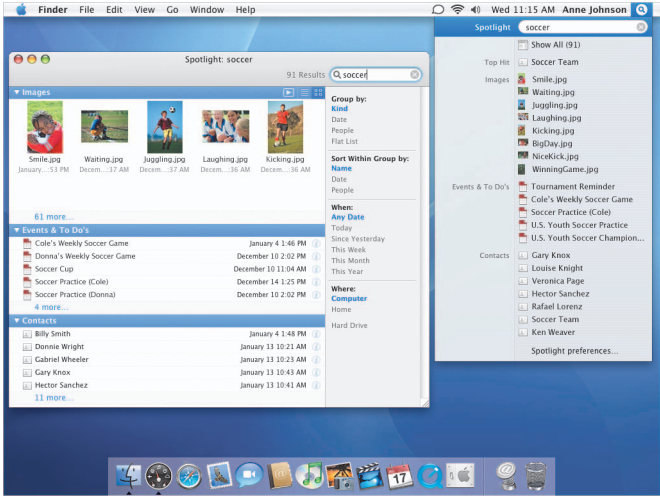 Finder File Edit View Go Window Help
Wed 11:15 AM Anne Johnson
Spotlight soccer
Show All (91)
Top Hit Soccer Team
Images Smile.jpg
Waiting.jpg
Juggling.jpg
Laughing.jpg
Kicking.jpg
BigDay.jpg
NiceKick.jpg
WinningGame.jpg
Events & To Do's Tournament Reminder
Cole's Weekly Soccer Game
Soccer Practice (Cole)
U.S. Youth Soccer Practice
U.S. Youth Soccer Champion...
Contacts Gary Knox
Louise Knight
Veronica Page
Hector Sanchez
Rafael Lorenz
Soccer Team
Ken Weaver
Spotlight preferences...
Spotlight: soccer
91 Results soccer
Images
Smile.jpg Waiting.jpg Juggling.jpg Laughing.jpg Kicking.jpg
January...:53 PM Decem...:37 AM Decem...:37 AM Decem...:36 AM Decem...:36 AM
61 more...
Events & To Do's
Cole's Weekly Soccer Game January 4 1:46 PM
Donna's Weekly Soccer Game December 10 2:02 PM
Soccer Cup December 10 11:04 AM
Soccer Practice (Cole) December 14 1:25 PM
Soccer Practice (Donna) December 10 2:02 PM
4 more...
Contacts
Billy Smith January 4 1:48 PM
Donnie Wright January 13 10:21 AM
Gabriel Wheeler January 13 10:23 AM
Gary Knox January 13 10:43 AM
Hector Sanchez January 13 10:41 AM
11 more...
Group by:
Kind
Date
People
Flat List
Sort Within Group by:
Name
Date
People
When:
Any Date
Today
Since Yesterday
This Week
This Month
This Year
Where:
Computer
Home
Hard Drive
17